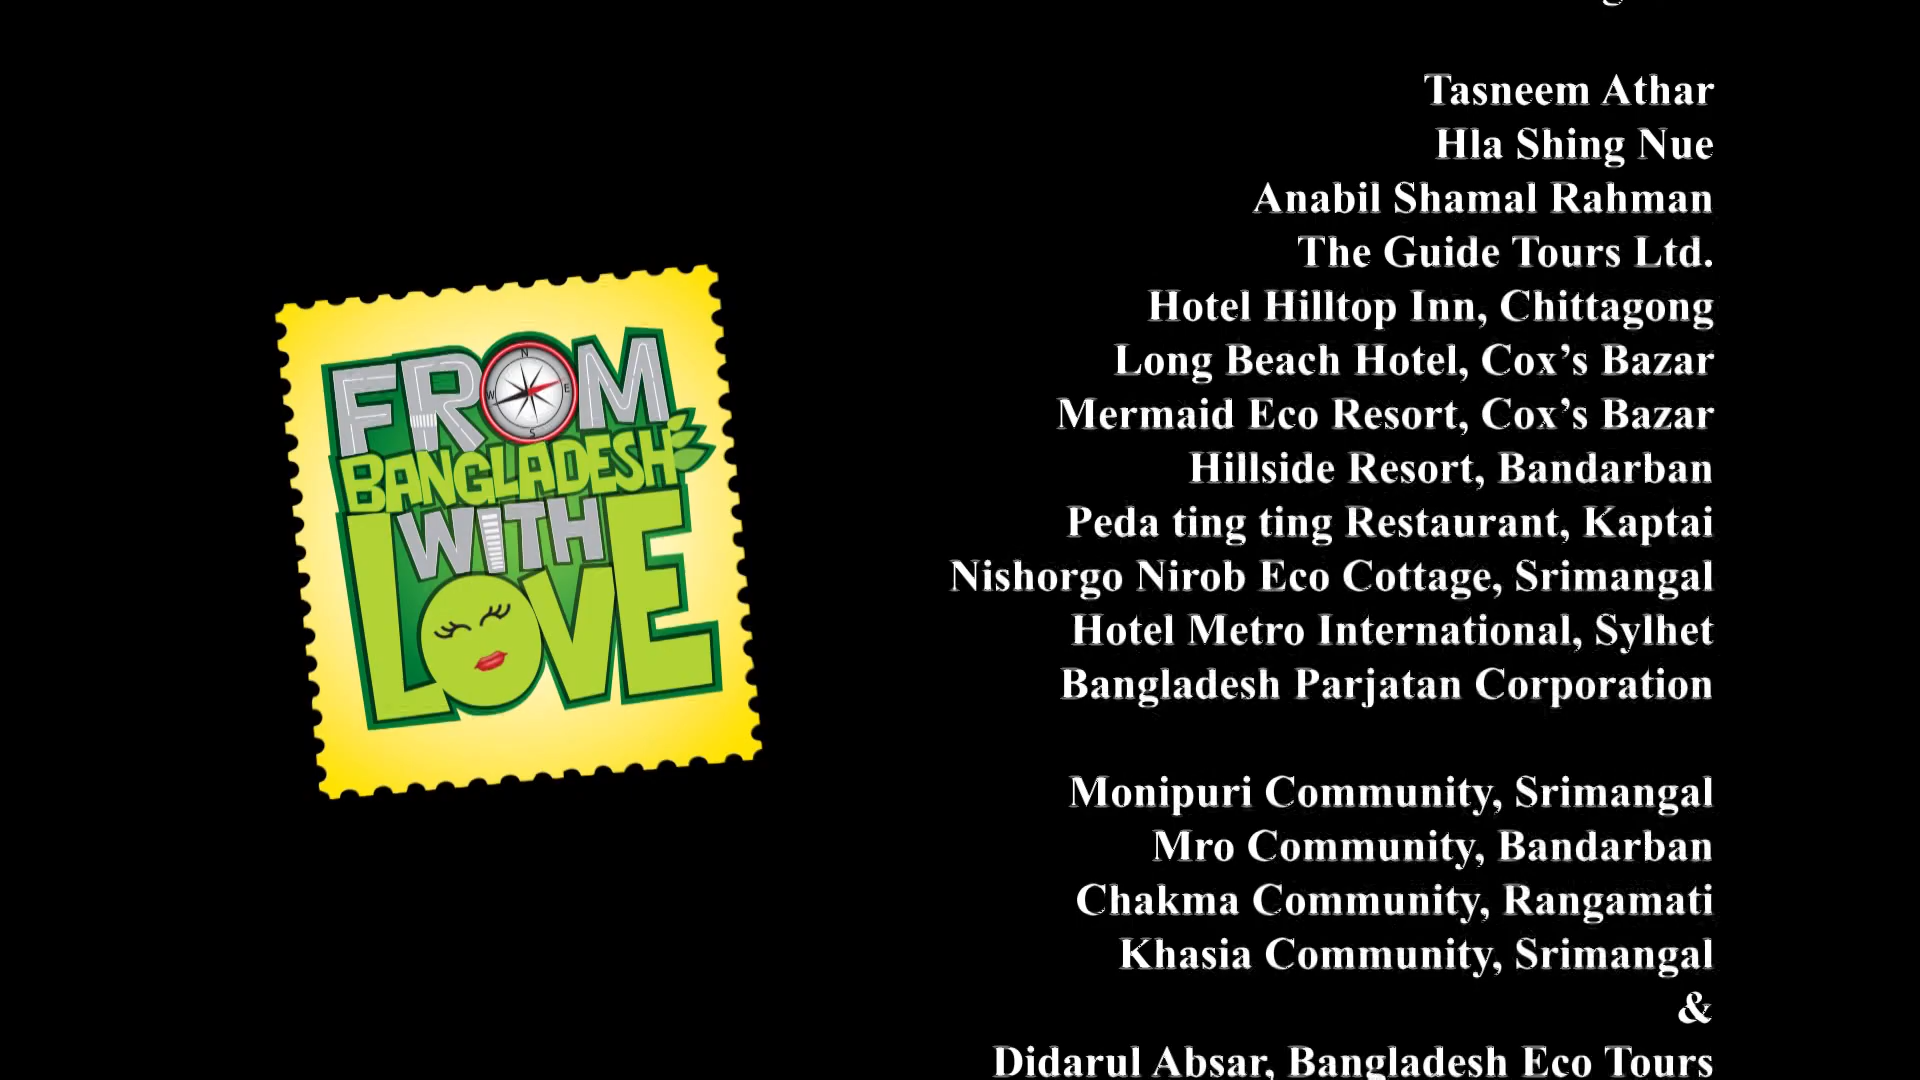 FROM
BANGLADESH
WITH
LOVE
N
E
S
W
Tasneem Athar
Hla Shing Nue
Anabil Shamal Rahman
The Guide Tours Ltd.
Hotel Hilltop Inn, Chittagong
Long Beach Hotel, Cox’s Bazar
Mermaid Eco Resort, Cox’s Bazar
Hillside Resort, Bandarban
Peda ting ting Restaurant, Kaptai
Nishorgo Nirob Eco Cottage, Srimangal
Hotel Metro International, Sylhet
Bangladesh Parjatan Corporation
Monipuri Community, Srimangal
Mro Community, Bandarban
Chakma Community, Rangamati
Khasia Community, Srimangal
&
Didarul Absar, Bangladesh Eco Tours